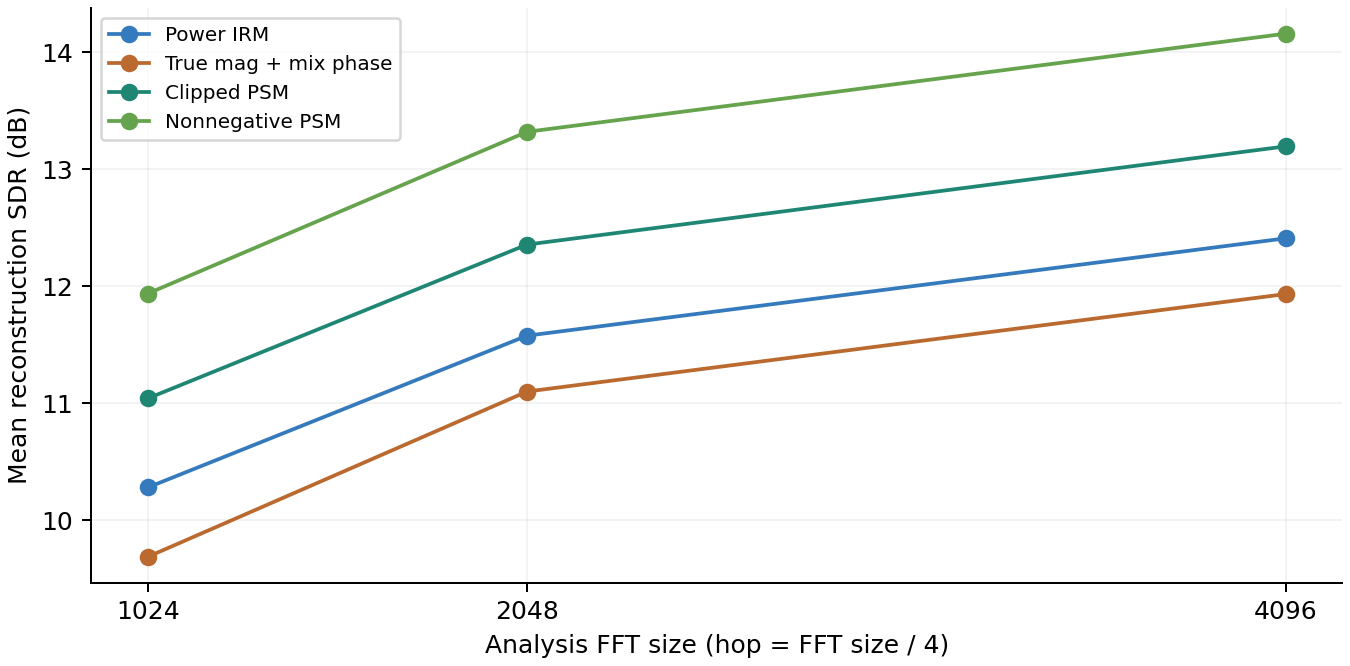 Power IRM
True mag + mix phase
Clipped PSM
Nonnegative PSM
Mean reconstruction SDR (dB)
14
13
12
11
10
1024
2048
4096
Analysis FFT size (hop = FFT size / 4)